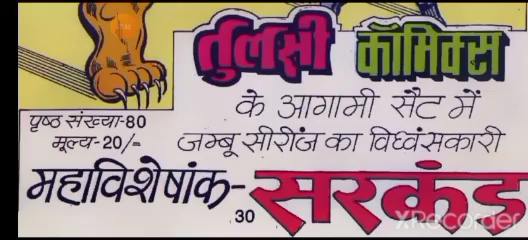 तुलसी कॉमिक्स
के आगामी सैट में
पृष्ठ संख्या-80
मूल्य-20/=
जम्बू सीरीज का विध्वंसकारी
महाविशेषांक-सरकंड
30
XRecorder